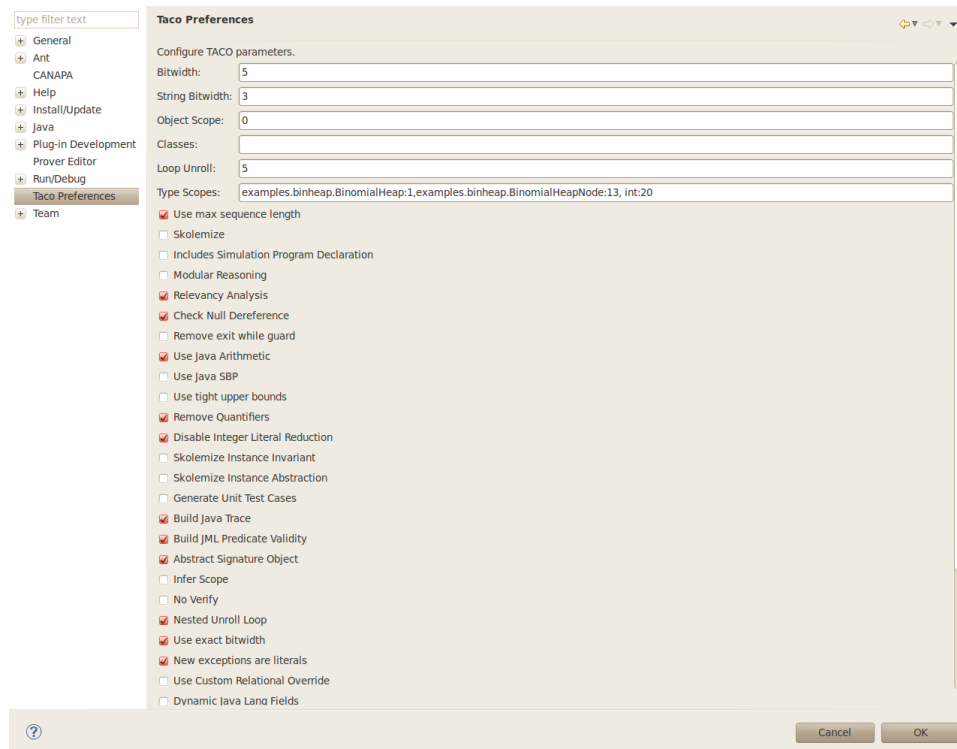 type filter text
General
Ant
CANAPA
Help
Install/Update
Java
Plug-in Development
Prover Editor
Run/Debug
Taco Preferences
Team
Taco Preferences
Configure TACO parameters.
Bitwidth: 5
String Bitwidth: 3
Object Scope: 0
Classes:
Loop Unroll: 5
Type Scopes: examples.binheap.BinomialHeap:1,examples.binheap.BinomialHeapNode:13, int:20
Use max sequence length
Skolemize
Includes Simulation Program Declaration
Modular Reasoning
Relevancy Analysis
Check Null Dereference
Remove exit while guard
Use Java Arithmetic
Use Java SBP
Use tight upper bounds
Remove Quantifiers
Disable Integer Literal Reduction
Skolemize Instance Invariant
Skolemize Instance Abstraction
Generate Unit Test Cases
Build Java Trace
Build JML Predicate Validity
Abstract Signature Object
Infer Scope
No Verify
Nested Unroll Loop
Use exact bitwidth
New exceptions are literals
Use Custom Relational Override
Dynamic Java Lang Fields
Cancel OK